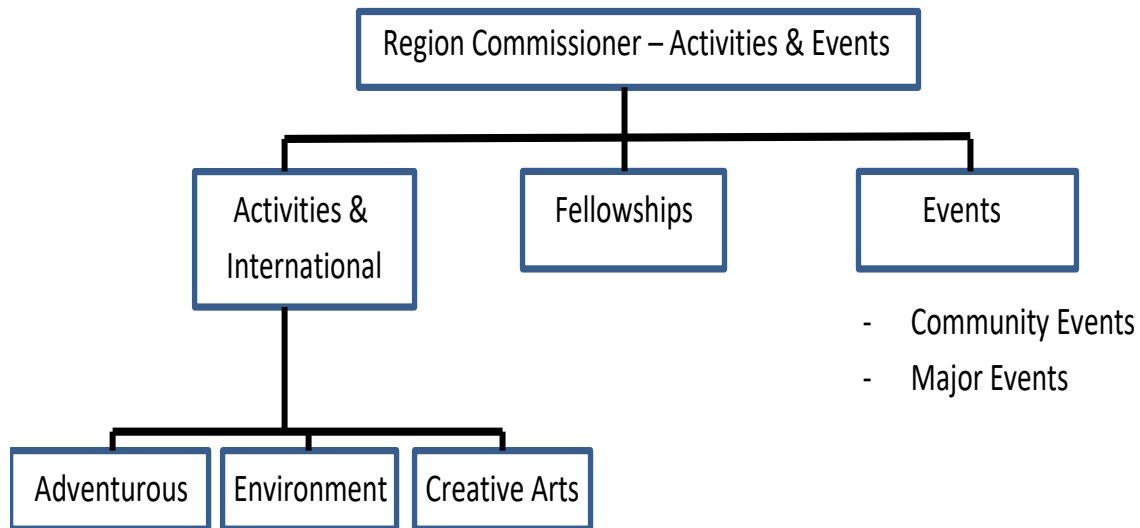 Region Commissioner – Activities & Events
Activities &
International
Fellowships
Events
- Community Events
- Major Events
Adventurous
Environment
Creative Arts